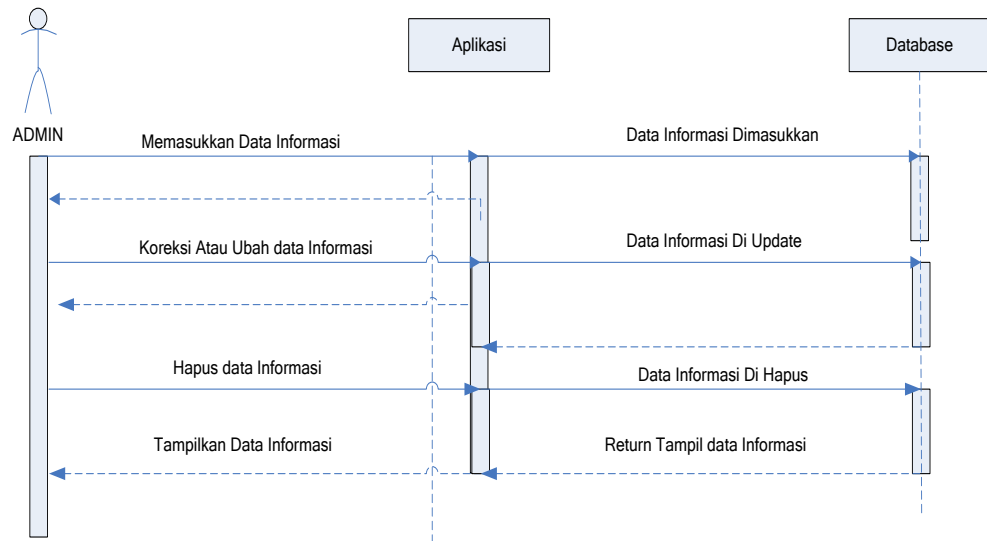 Aplikasi
Database
ADMIN
Memasukkan Data Informasi
Data Informasi Dimasukkan
Koreksi Atau Ubah data Informasi
Data Informasi Di Update
Hapus data Informasi
Data Informasi Di Hapus
Tampilkan Data Informasi
Return Tampil data Informasi